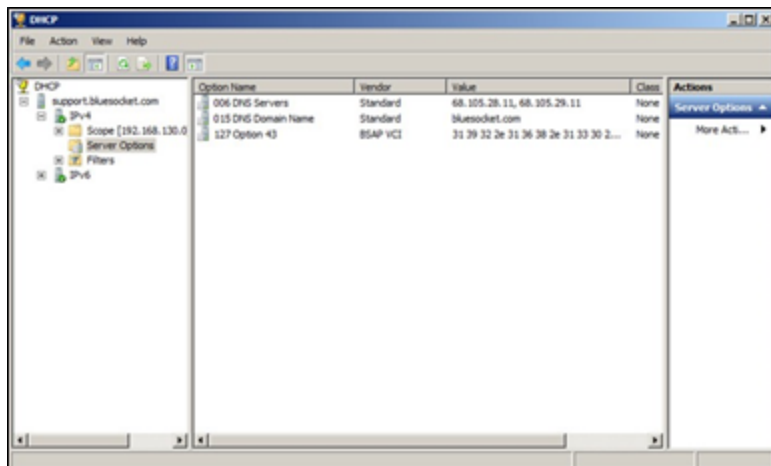 DHCP
File Action View Help
DHCP
support.bluesocket.com
IPv4
Scope [192.168.130.0
Server Options
Filters
IPv6
Option Name Vendor Value Class
006 DNS Servers Standard 68.105.28.11, 68.105.29.11 None
015 DNS Domain Name Standard bluesocket.com None
127 Option 43 BSAP VCI 31 39 32 2e 31 36 38 2e 31 33 30 2... None
Actions
Server Options
More Acti...